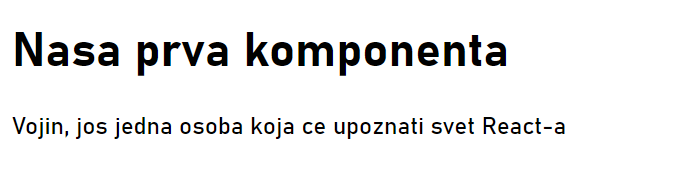 Nasa prva komponenta
Vojin, jos jedna osoba koja ce upoznati svet React-a